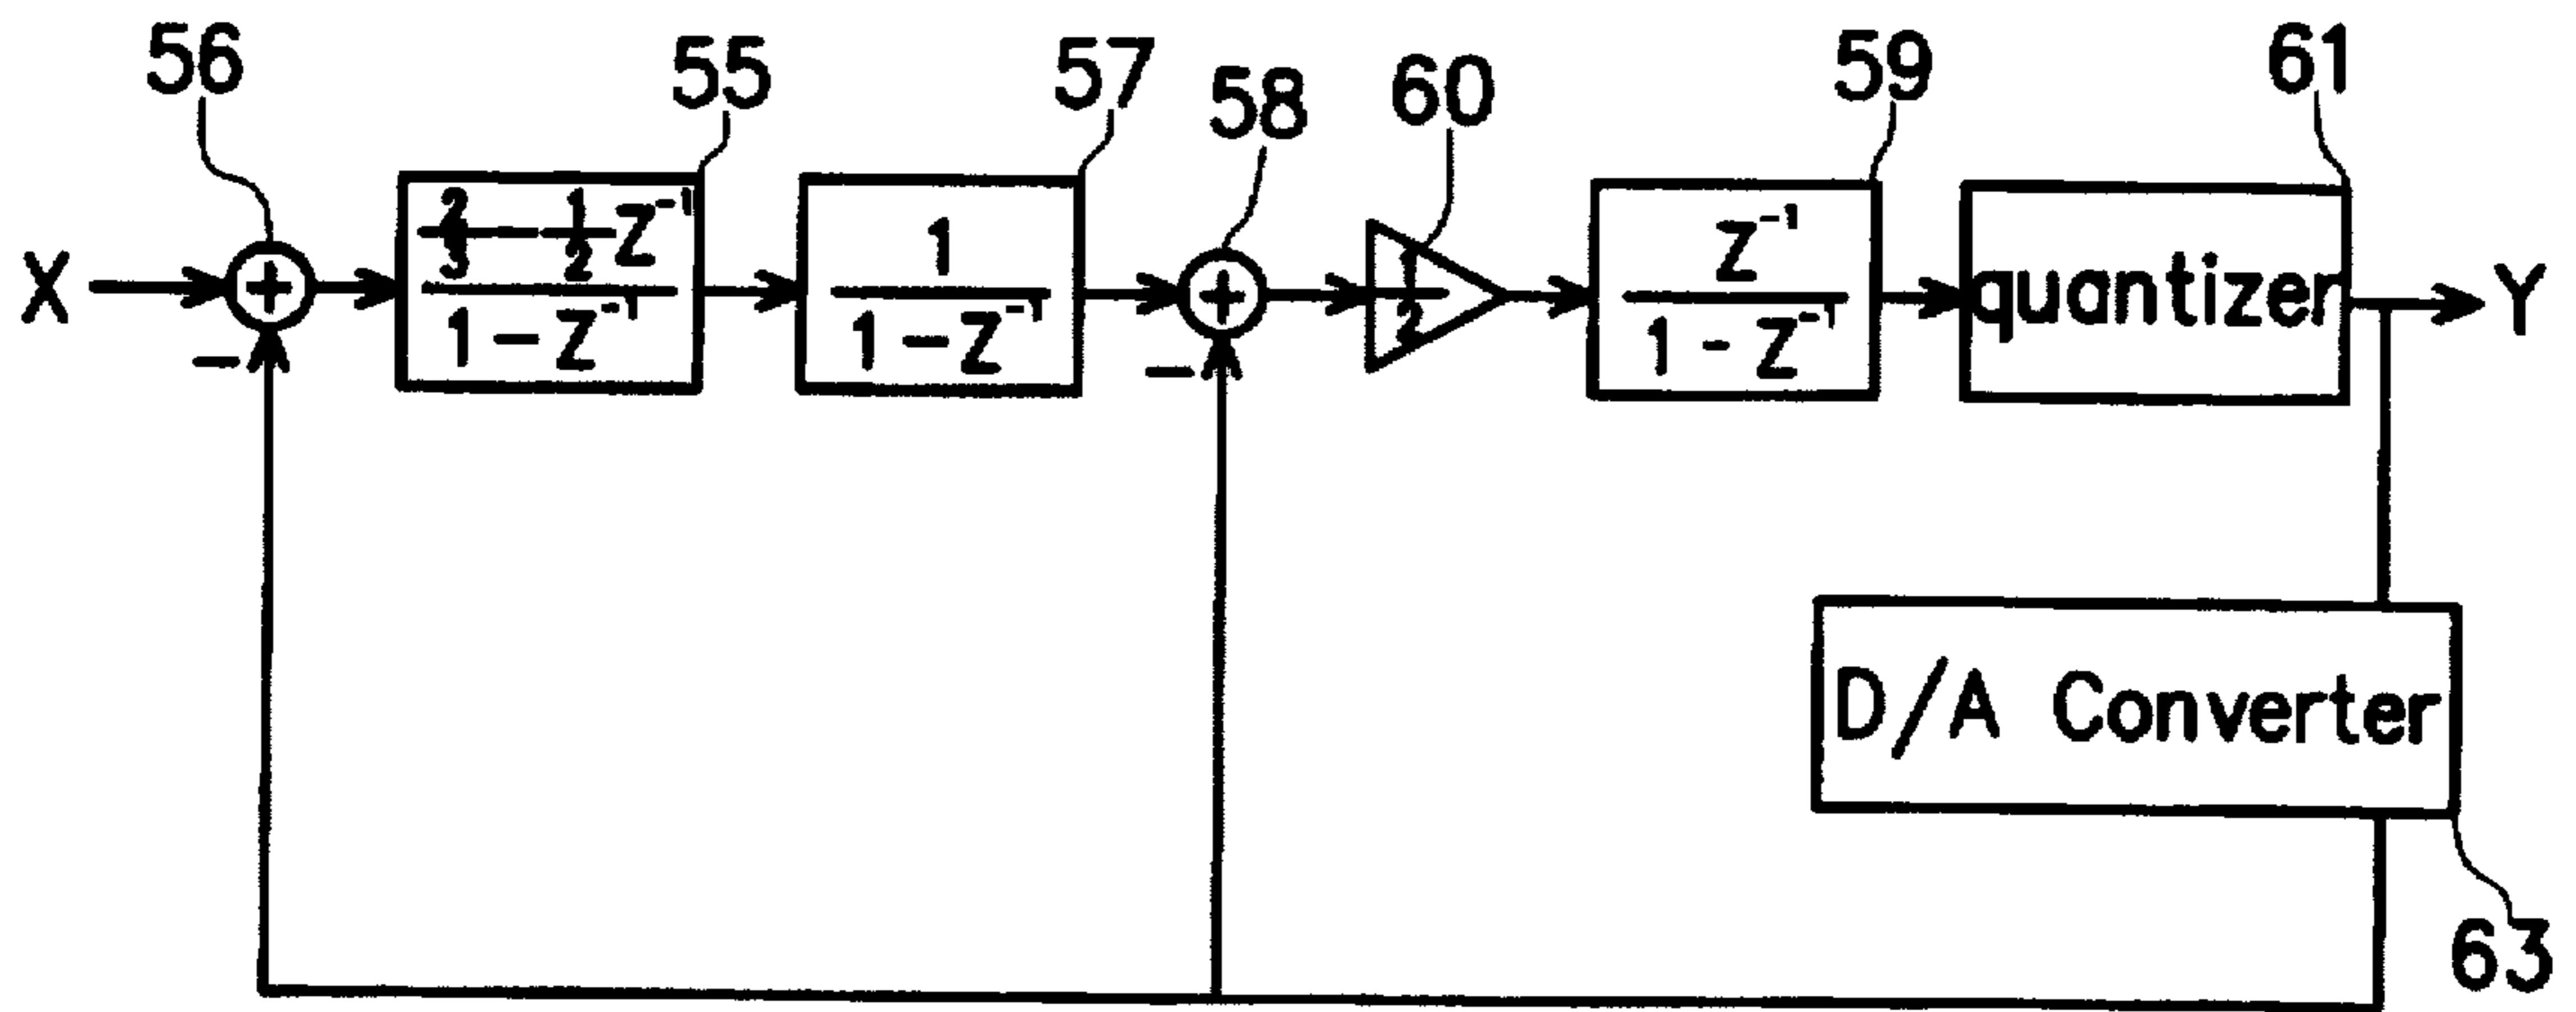 56
55
57
58
60
59
61
X
+
2/3 - 1/2 Z⁻¹
1 - Z⁻¹
1
1 - Z⁻¹
+
1/2
Z⁻¹
1 - Z⁻¹
quantizer
Y
-
-
D/A Converter
63